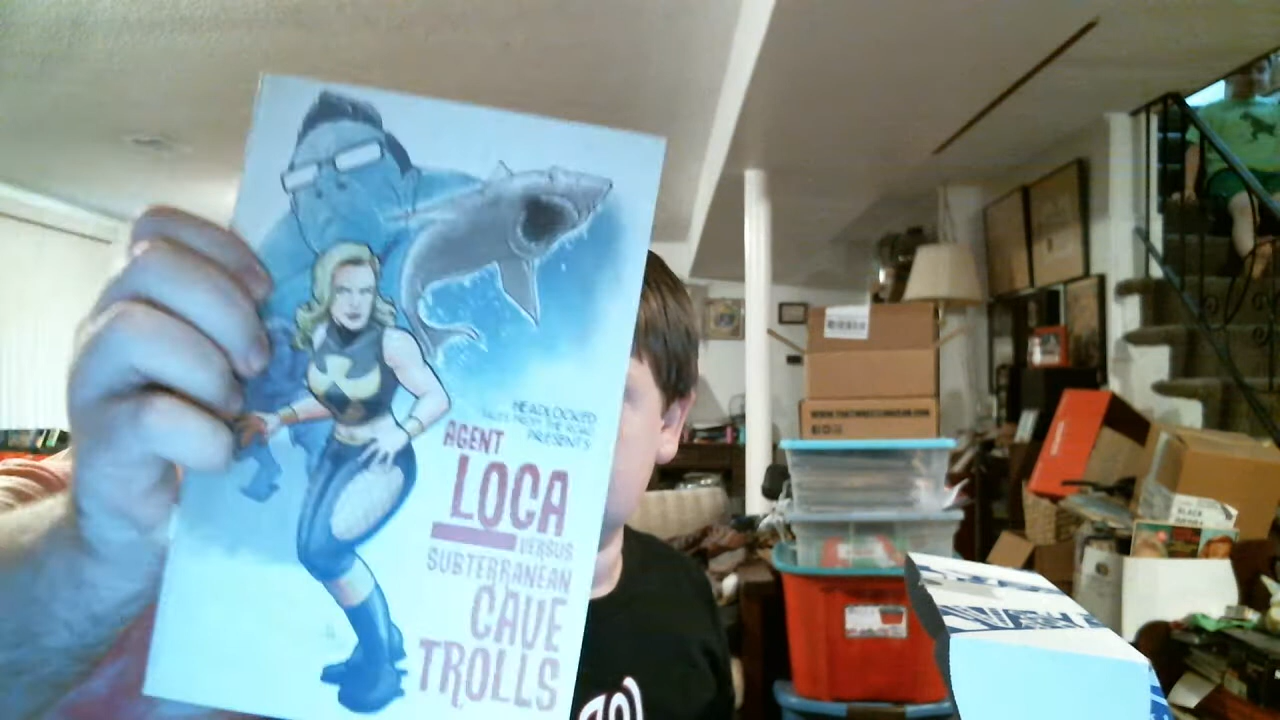 HEADLOCKED
TALES FROM THE ROAD
PRESENTS
AGENT
LOCA
VERSUS
SUBTERRANEAN
CAVE
TROLLS